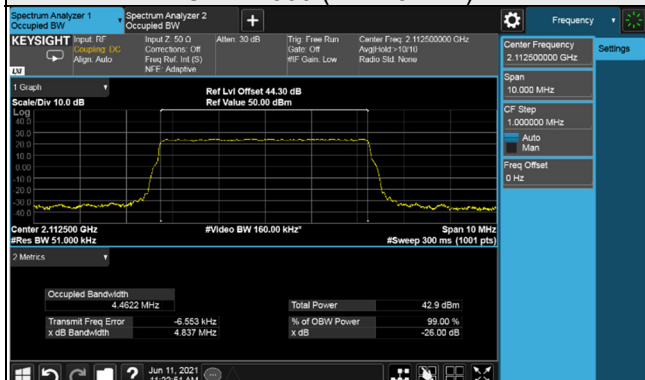 Spectrum Analyzer 1
Occupied BW
Spectrum Analyzer 2
Occupied BW
Frequency
KEYSIGHT
Input: RF
Coupling: DC
Align: Auto
Input Z: 50 Ω
Corrections: Off
Freq Ref: Int (S)
NFE: Adaptive
Atten: 30 dB
Trig: Free Run
Gate: Off
#IF Gain: Low
Center Freq: 2.112500000 GHz
Avg|Hold:>10/10
Radio Std: None
LXI
Center Frequency
2.112500000 GHz
Settings
Span
10.000 MHz
CF Step
1.000000 MHz
Auto
Man
Freq Offset
0 Hz
1 Graph
Scale/Div 10.0 dB
Ref Lvl Offset 44.30 dB
Ref Value 50.00 dBm
Log
40.0
30.0
20.0
10.0
0.00
-10.0
-20.0
-30.0
-40.0
Center 2.112500 GHz
#Res BW 51.000 kHz
#Video BW 160.00 kHz*
Span 10 MHz
#Sweep 300 ms (1001 pts)
2 Metrics
Occupied Bandwidth
4.4622 MHz
Total Power 42.9 dBm
Transmit Freq Error -6.553 kHz
% of OBW Power 99.00 %
x dB Bandwidth 4.837 MHz
x dB -26.00 dB
Jun 11, 2021